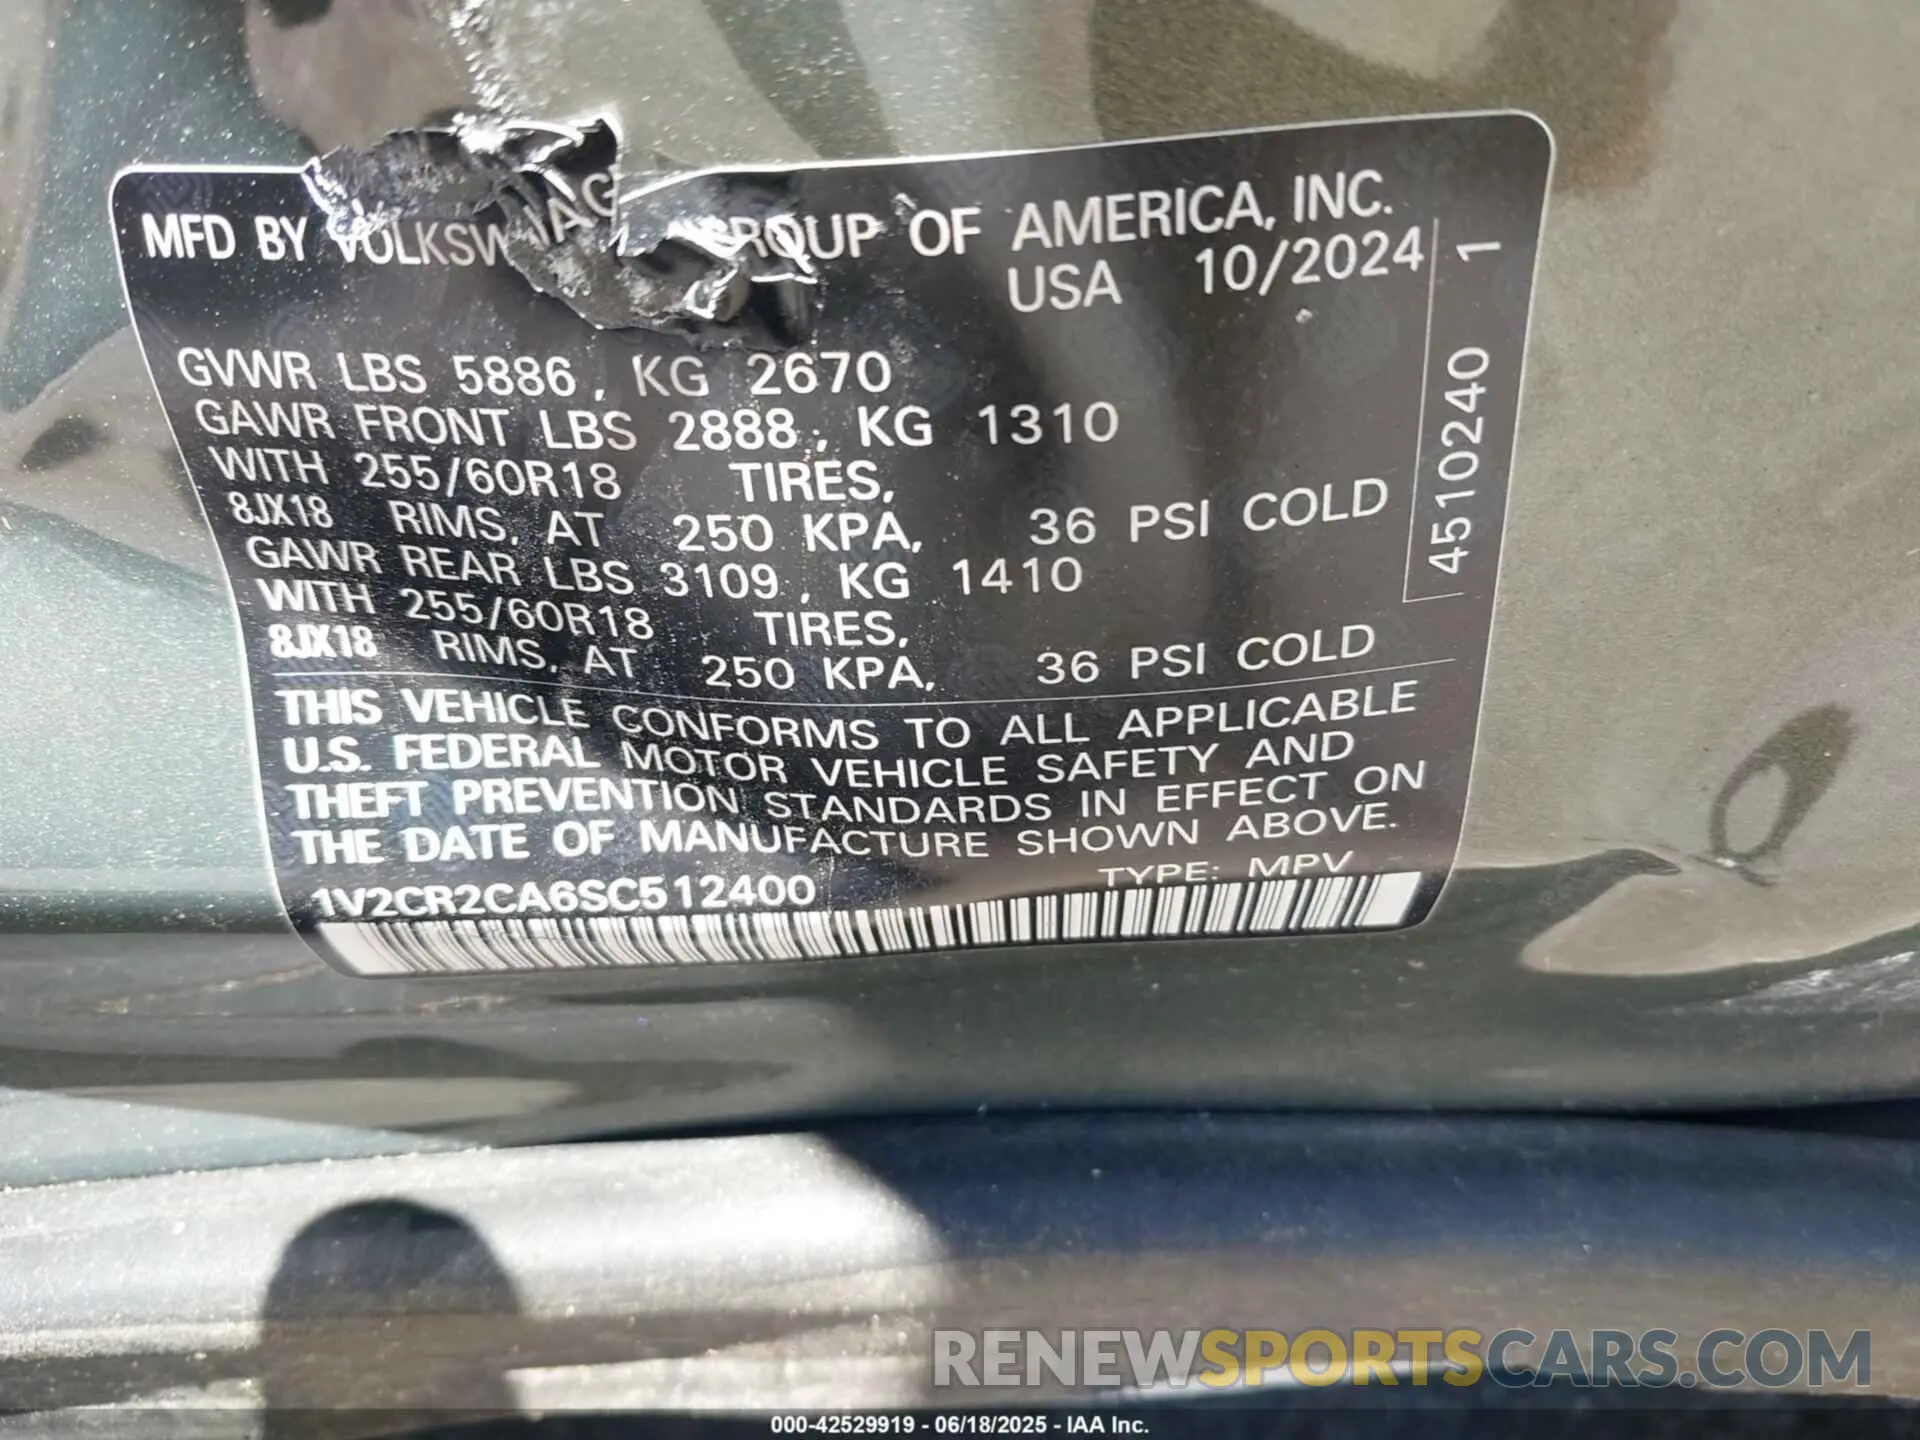 MFD BY VOLKSWAG GROUP OF AMERICA, INC.
USA 10/2024
GVWR LBS 5886, KG 2670
GAWR FRONT LBS 2888, KG 1310
WITH 255/60R18 TIRES,
8JX18 RIMS, AT 250 KPA, 36 PSI COLD
GAWR REAR LBS 3109, KG 1410
WITH 255/60R18 TIRES,
8JX18 RIMS, AT 250 KPA, 36 PSI COLD
THIS VEHICLE CONFORMS TO ALL APPLICABLE
U.S. FEDERAL MOTOR VEHICLE SAFETY AND
THEFT PREVENTION STANDARDS IN EFFECT ON
THE DATE OF MANUFACTURE SHOWN ABOVE.
1V2CR2CA6SC512400 TYPE: MPV
4510240 1
RENEWSPORTSCARS.COM
000-42529919 - 06/18/2025 - IAA Inc.